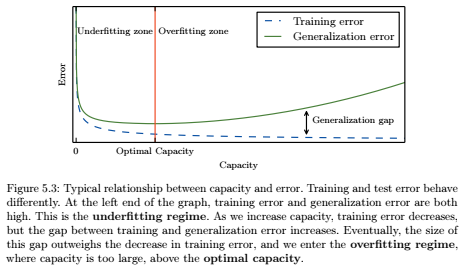 Underfitting zone Overfitting zone
Training error
Generalization error
Error
Generalization gap
0 Optimal Capacity
Capacity
Figure 5.3: Typical relationship between capacity and error. Training and test error behave
differently. At the left end of the graph, training error and generalization error are both
high. This is the underfitting regime. As we increase capacity, training error decreases,
but the gap between training and generalization error increases. Eventually, the size of
this gap outweighs the decrease in training error, and we enter the overfitting regime,
where capacity is too large, above the optimal capacity.